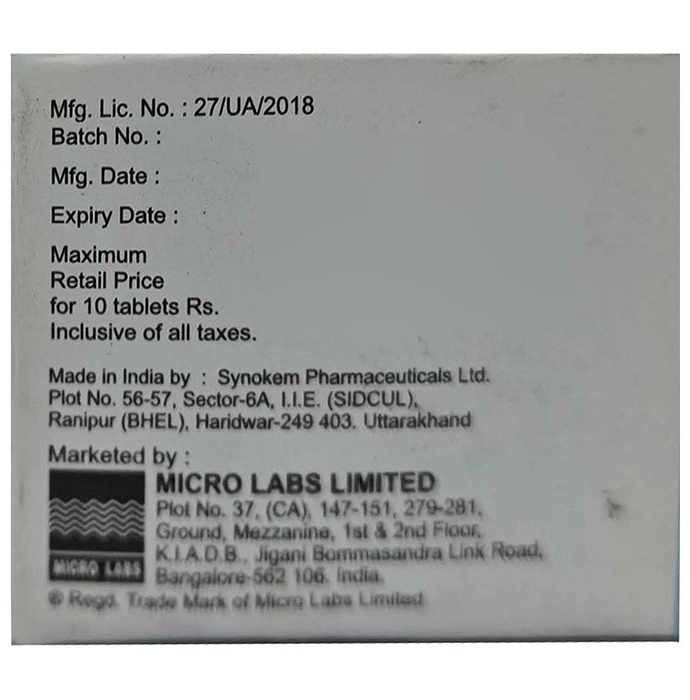 Mfg. Lic. No. : 27/UA/2018
Batch No. :
Mfg. Date :
Expiry Date :
Maximum
Retail Price
for 10 tablets Rs.
Inclusive of all taxes.
Made in India by : Synokem Pharmaceuticals Ltd.
Plot No. 56-57, Sector-6A, I.I.E. (SIDCUL),
Ranipur (BHEL), Haridwar-249 403. Uttarakhand
Marketed by :
MICRO LABS LIMITED
Plot No. 37, (CA), 147-151, 279-281,
Ground, Mezzanine, 1st & 2nd Floor,
K.I.A.D.B., Jigani Bommasandra Link Road,
Bangalore-562 106. India.
MICRO LABS
® Regd. Trade Mark of Micro Labs Limited